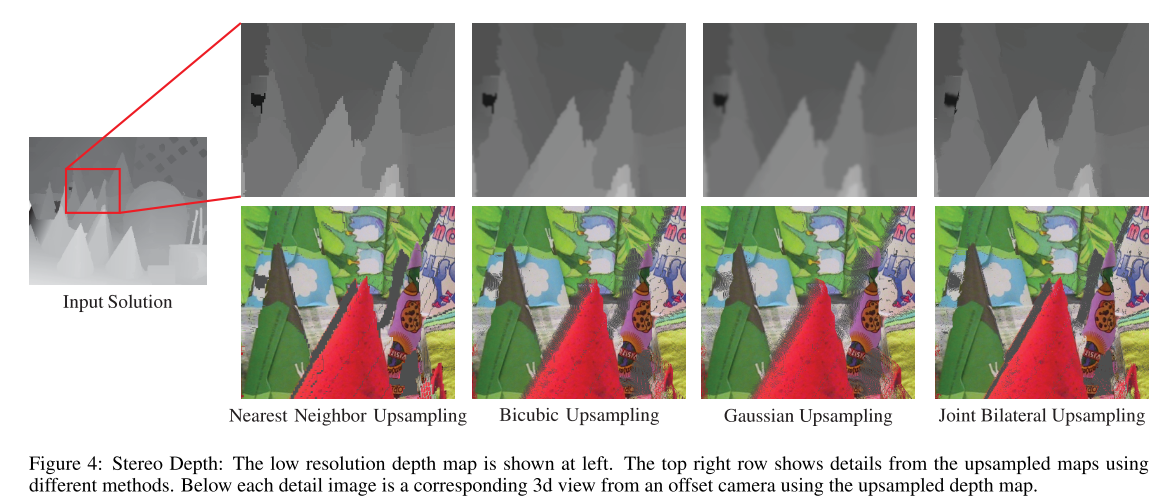 Input Solution
Nearest Neighbor Upsampling
Bicubic Upsampling
Gaussian Upsampling
Joint Bilateral Upsampling
Figure 4: Stereo Depth: The low resolution depth map is shown at left. The top right row shows details from the upsampled maps using
different methods. Below each detail image is a corresponding 3d view from an offset camera using the upsampled depth map.